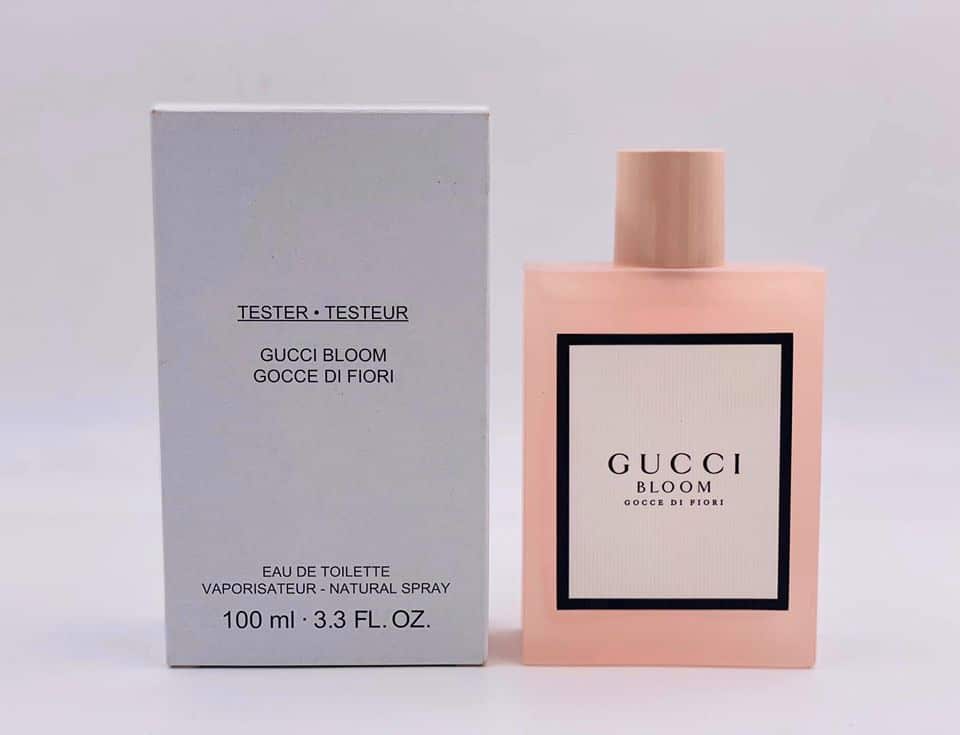 TESTER • TESTEUR
GUCCI BLOOM
GOCCE DI FIORI
EAU DE TOILETTE
VAPORISATEUR - NATURAL SPRAY
100 ml · 3.3 FL. OZ.
GUCCI
BLOOM
GOCCE DI FIORI